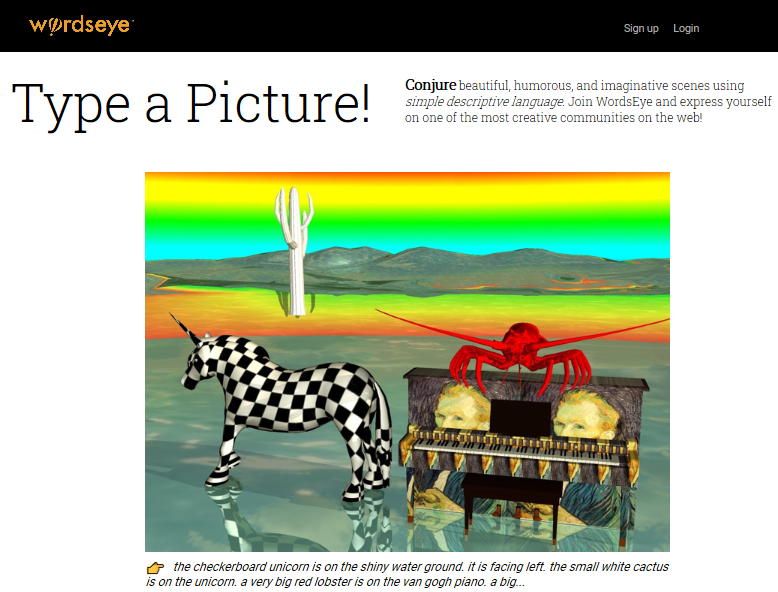 wordseye
Sign up Login
Type a Picture!
Conjure beautiful, humorous, and imaginative scenes using
simple descriptive language. Join WordsEye and express yourself
on one of the most creative communities on the web!
the checkerboard unicorn is on the shiny water ground. it is facing left. the small white cactus
is on the unicorn. a very big red lobster is on the van gogh piano. a big...